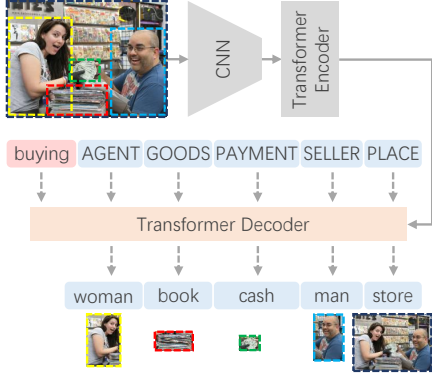 CNN
Transformer
Encoder
buying AGENT GOODS PAYMENT SELLER PLACE
Transformer Decoder
woman book cash man store